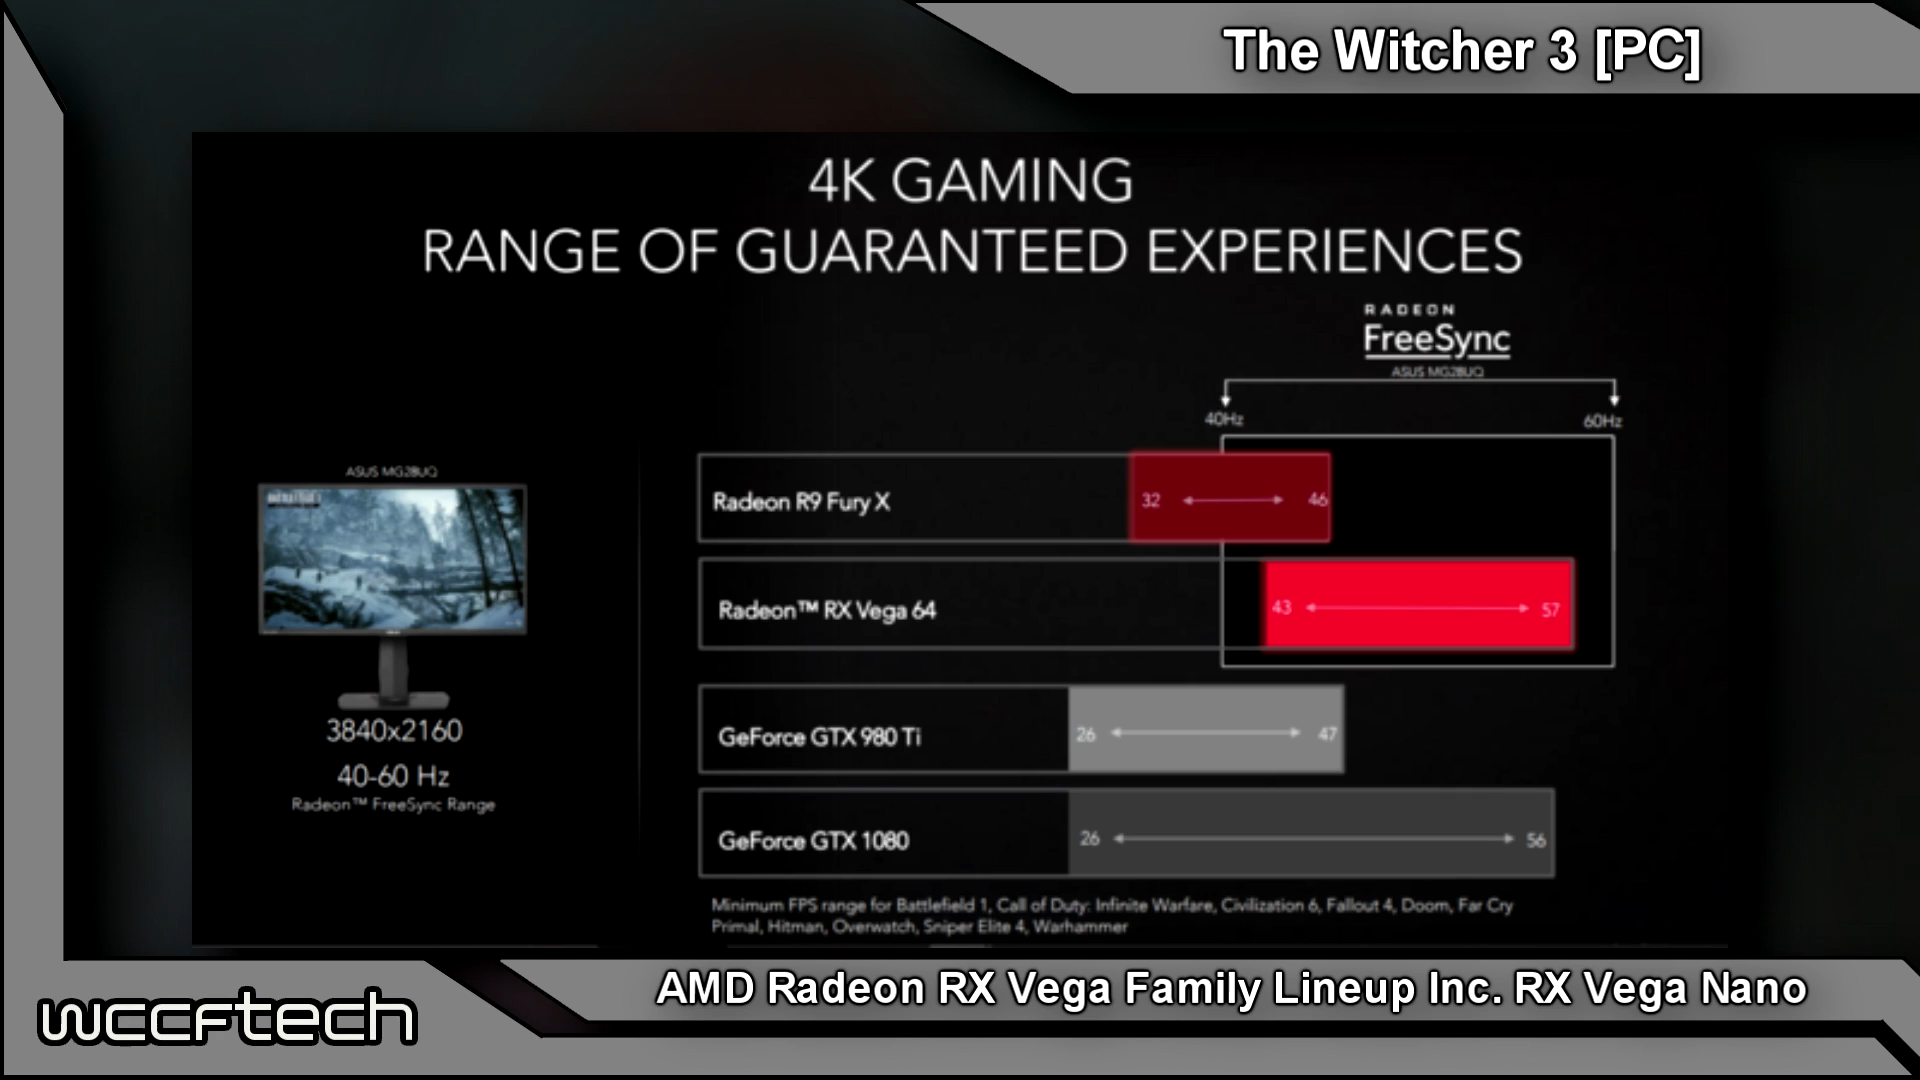 The Witcher 3 [PC]
4K GAMING
RANGE OF GUARANTEED EXPERIENCES
RADEON
FreeSync
ASUS MG28UQ
40Hz
60Hz
ASUS MG28UQ
3840x2160
40-60 Hz
Radeon™ FreeSync Range
Radeon R9 Fury X
32
46
Radeon™ RX Vega 64
43
57
GeForce GTX 980 Ti
26
47
GeForce GTX 1080
26
56
Minimum FPS range for Battlefield 1, Call of Duty: Infinite Warfare, Civilization 6, Fallout 4, Doom, Far Cry
Primal, Hitman, Overwatch, Sniper Elite 4, Warhammer
wccftech
AMD Radeon RX Vega Family Lineup Inc. RX Vega Nano